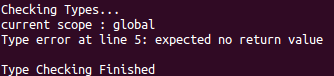 Checking Types...
current scope : global
Type error at line 5: expected no return value
Type Checking Finished